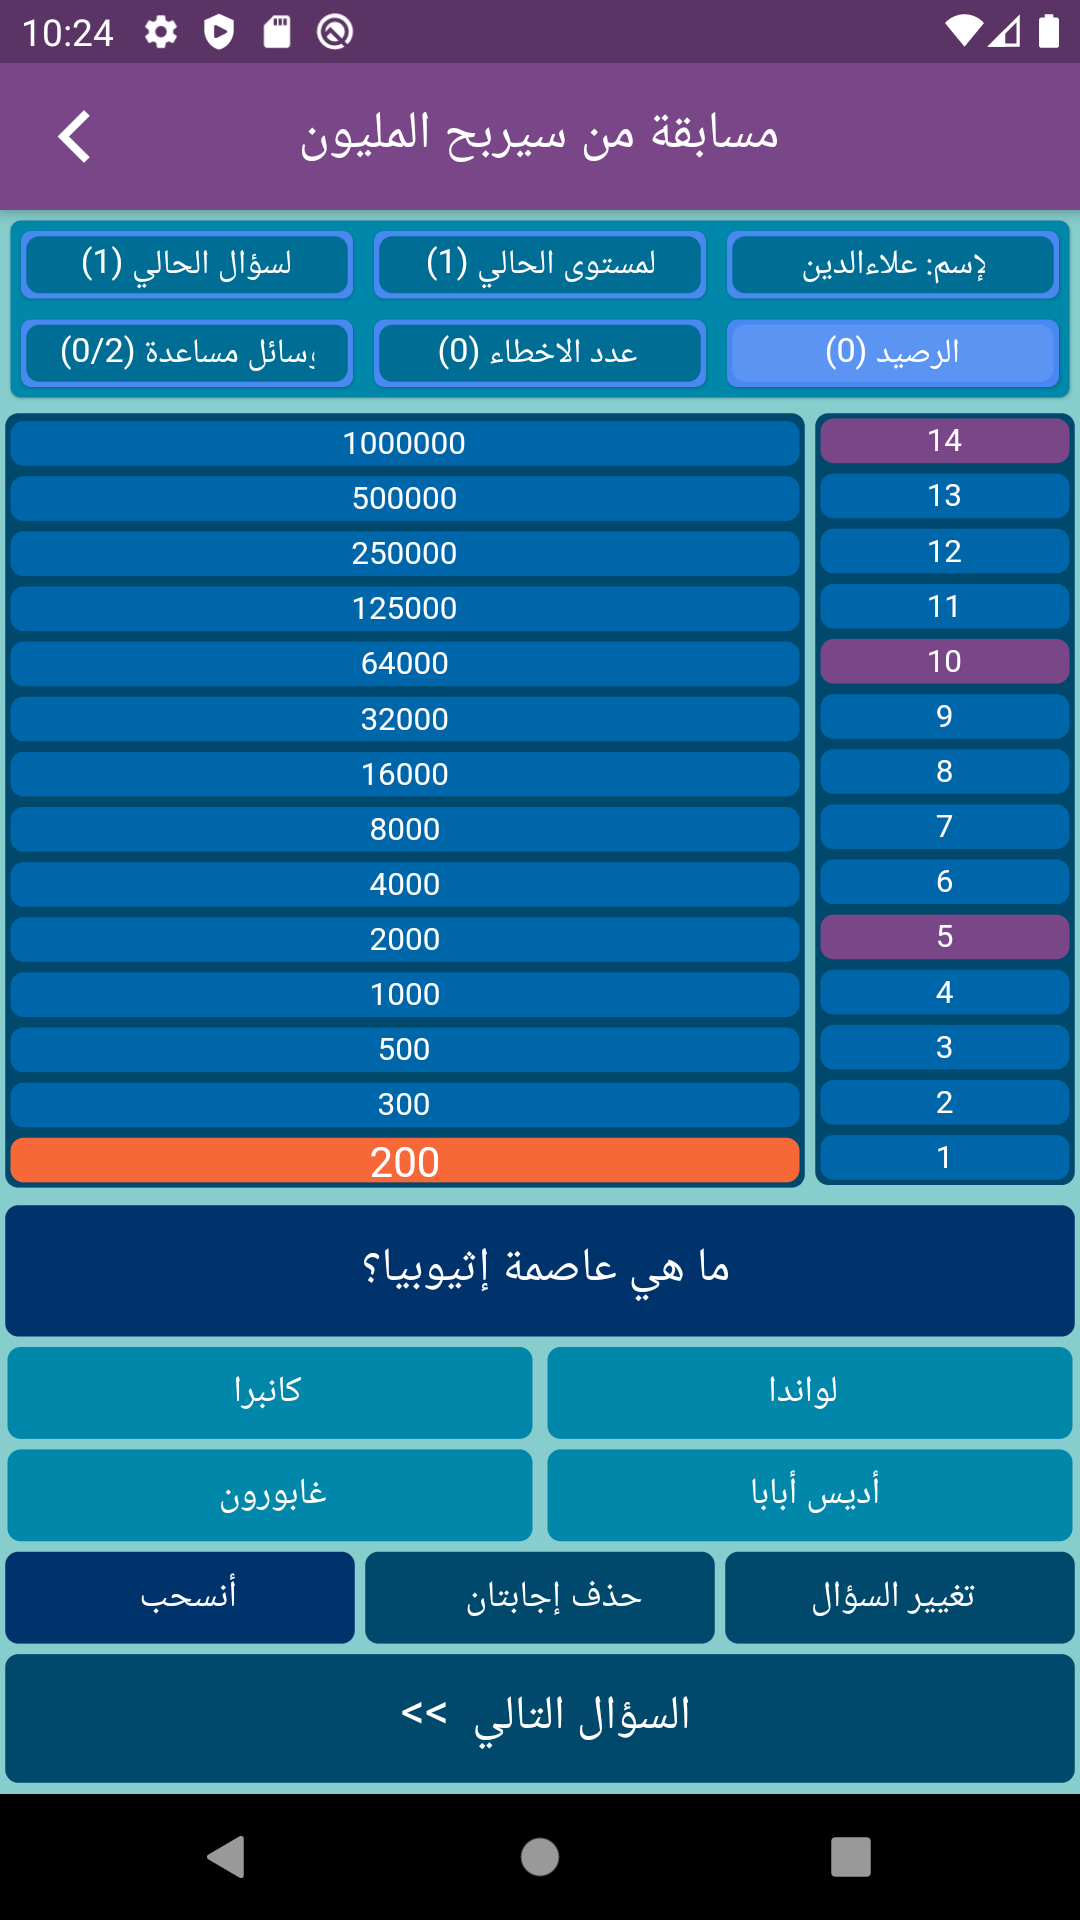 10:24
مسابقة من سيربح المليون
لإسم: علاءالدين
لمستوى الحالي (1)
لسؤال الحالي (1)
الرصيد (0)
عدد الاخطاء (0)
وسائل مساعدة (0/2)
14
1000000
13
500000
12
250000
11
125000
10
64000
9
32000
8
16000
7
8000
6
4000
5
2000
4
1000
3
500
2
300
1
200
ما هي عاصمة إثيوبيا؟
لواندا
كانبرا
أديس أبابا
غابورون
تغيير السؤال
حذف إجابتان
أنسحب
السؤال التالي >>